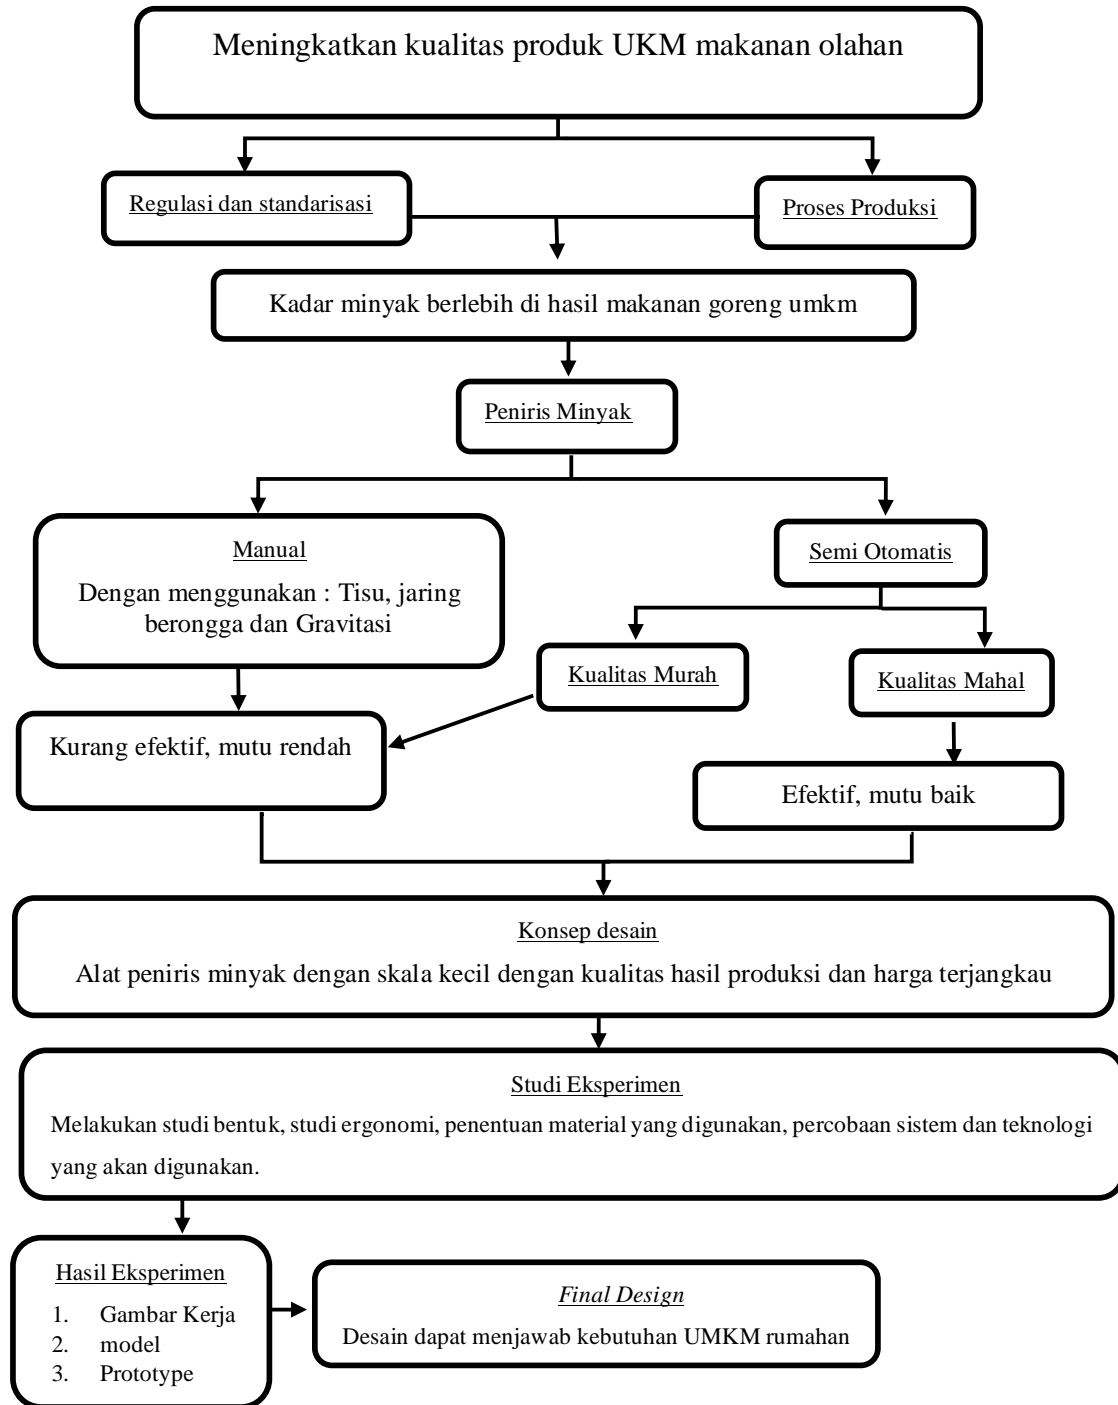 Meningkatkan kualitas produk UKM makanan olahan
Regulasi dan standarisasi
Proses Produksi
Kadar minyak berlebih di hasil makanan goreng umkm
Peniris Minyak
Manual
Dengan menggunakan : Tisu, jaring
berongga dan Gravitasi
Semi Otomatis
Kualitas Murah
Kualitas Mahal
Kurang efektif, mutu rendah
Efektif, mutu baik
Konsep desain
Alat peniris minyak dengan skala kecil dengan kualitas hasil produksi dan harga terjangkau
Studi Eksperimen
Melakukan studi bentuk, studi ergonomi, penentuan material yang digunakan, percobaan sistem dan teknologi
yang akan digunakan.
Hasil Eksperimen
1. Gambar Kerja
2. model
3. Prototype
Final Design
Desain dapat menjawab kebutuhan UMKM rumahan